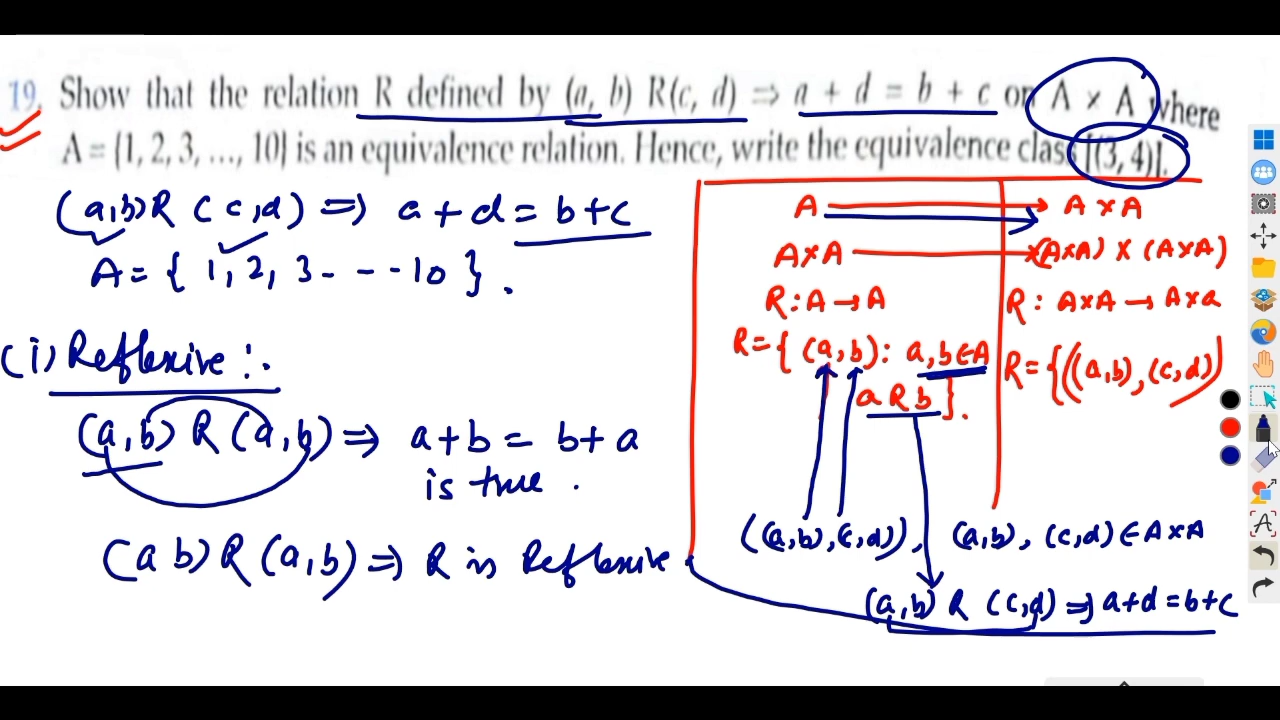 19. Show that the relation R defined by (a, b) R(c, d) ⇒ a + d = b + c on A × A where
A = {1, 2, 3, ..., 10} is an equivalence relation. Hence, write the equivalence class [(3, 4)].
(a,b) R (c,d) ⇒ a+d = b+c
A = { 1, 2, 3 - - - 10 }.
(i) Reflexive :.
(a,b) R (a,b) ⇒ a+b = b+a
is true .
(a b) R (a,b) ⇒ R is Reflexive .
A → A×A
A×A → (A×A) × (A×A)
R: A → A
R: A×A → A×a
R={ (a,b): a,b∈A
a R b }.
R={((a,b),(c,d))
((a,b),(c,d)), (a,b), (c,d) ∈ A×A
(a,b) R (c,d) ⇒ a+d = b+c
A